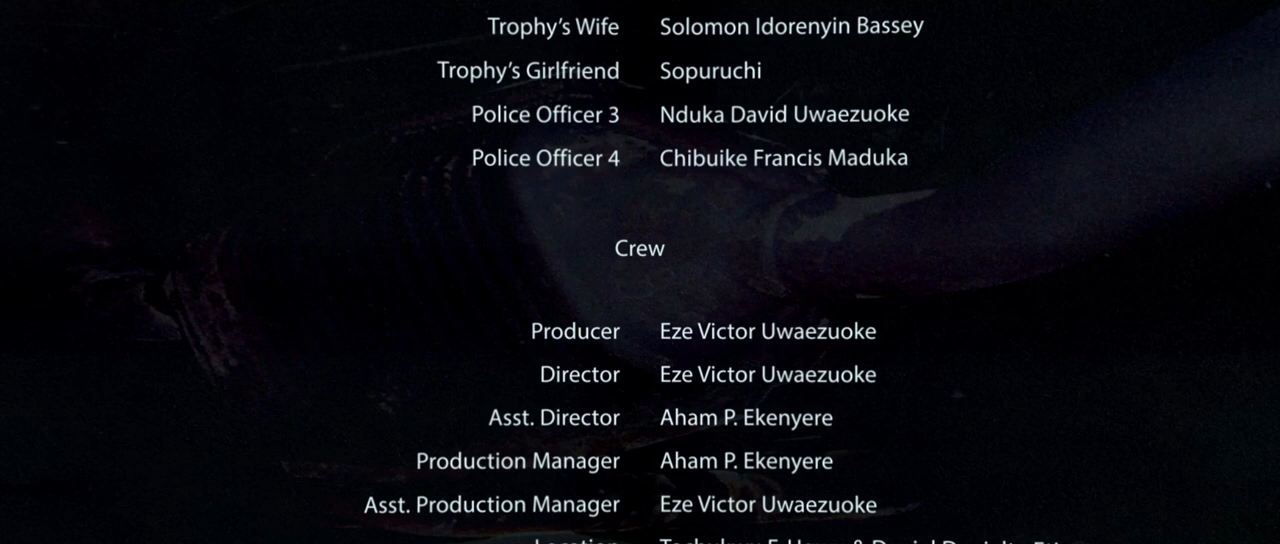 Trophy's Wife Solomon Idorenyin Bassey
Trophy's Girlfriend Sopuruchi
Police Officer 3 Nduka David Uwaezuoke
Police Officer 4 Chibuike Francis Maduka
Crew
Producer Eze Victor Uwaezuoke
Director Eze Victor Uwaezuoke
Asst. Director Aham P. Ekenyere
Production Manager Aham P. Ekenyere
Asst. Production Manager Eze Victor Uwaezuoke
Location